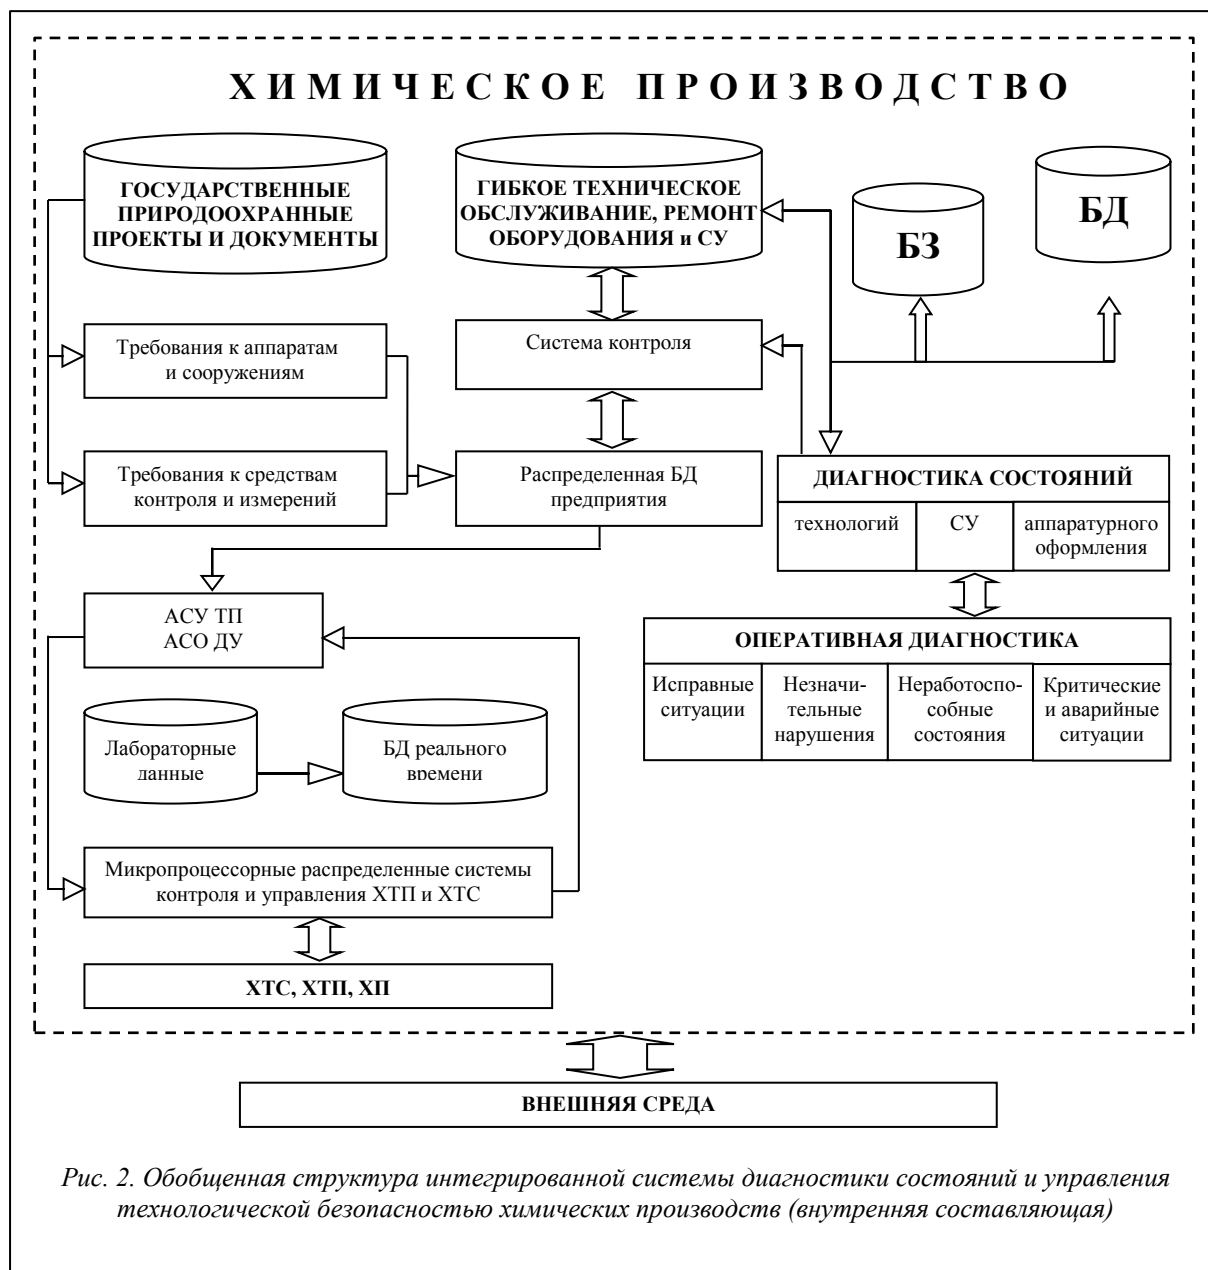 ХИМИЧЕСКОЕ ПРОИЗВОДСТВО
ГОСУДАРСТВЕННЫЕ
ПРИРОДООХРАННЫЕ
ПРОЕКТЫ И ДОКУМЕНТЫ
ГИБКОЕ ТЕХНИЧЕСКОЕ
ОБСЛУЖИВАНИЕ, РЕМОНТ
ОБОРУДОВАНИЯ и СУ
БЗ
БД
Требования к аппаратам
и сооружениям
Система контроля
Требования к средствам
контроля и измерений
Распределенная БД
предприятия
ДИАГНОСТИКА СОСТОЯНИЙ
технологий
СУ
аппаратурного
оформления
АСУ ТП
АСО ДУ
ОПЕРАТИВНАЯ ДИАГНОСТИКА
Исправные
ситуации
Незначи-
тельные
нарушения
Неработоспо-
собные
состояния
Критические
и аварийные
ситуации
Лабораторные
данные
БД реального
времени
Микропроцессорные распределенные системы
контроля и управления ХТП и ХТС
ХТС, ХТП, ХП
ВНЕШНЯЯ СРЕДА
Рис. 2. Обобщенная структура интегрированной системы диагностики состояний и управления
технологической безопасностью химических производств (внутренняя составляющая)